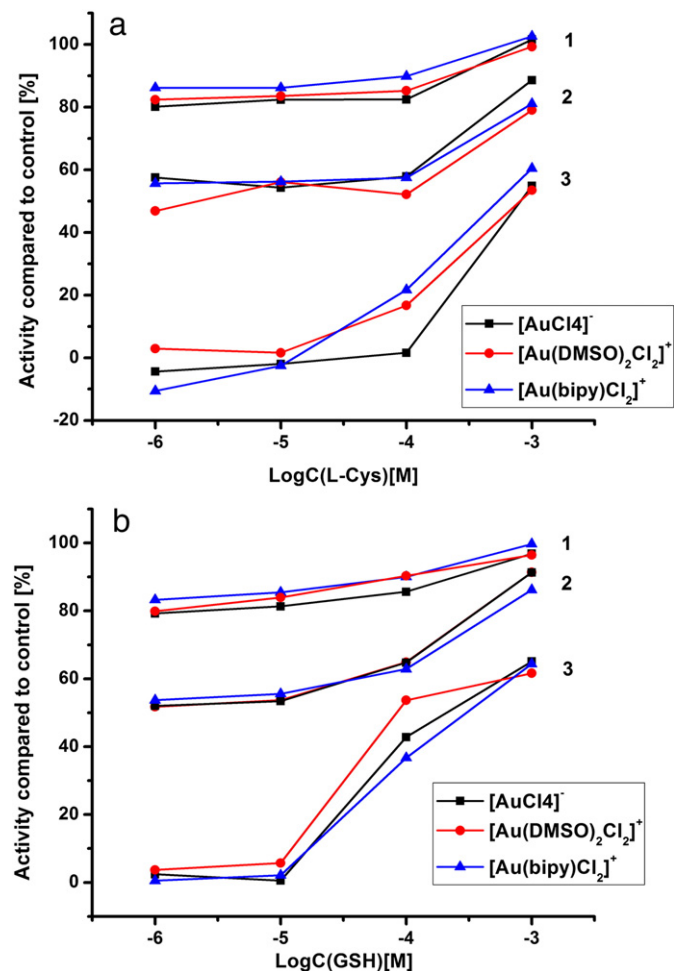 a
Activity compared to control [%]
100
80
60
40
20
0
-20
1
2
3
[AuCl4]⁻
[Au(DMSO)₂Cl₂]⁺
[Au(bipy)Cl₂]⁺
-6 -5 -4 -3
LogC(L-Cys)[M]
b
Activity compared to control [%]
100
80
60
40
20
0
1
2
3
[AuCl4]⁻
[Au(DMSO)₂Cl₂]⁺
[Au(bipy)Cl₂]⁺
-6 -5 -4 -3
LogC(GSH)[M]